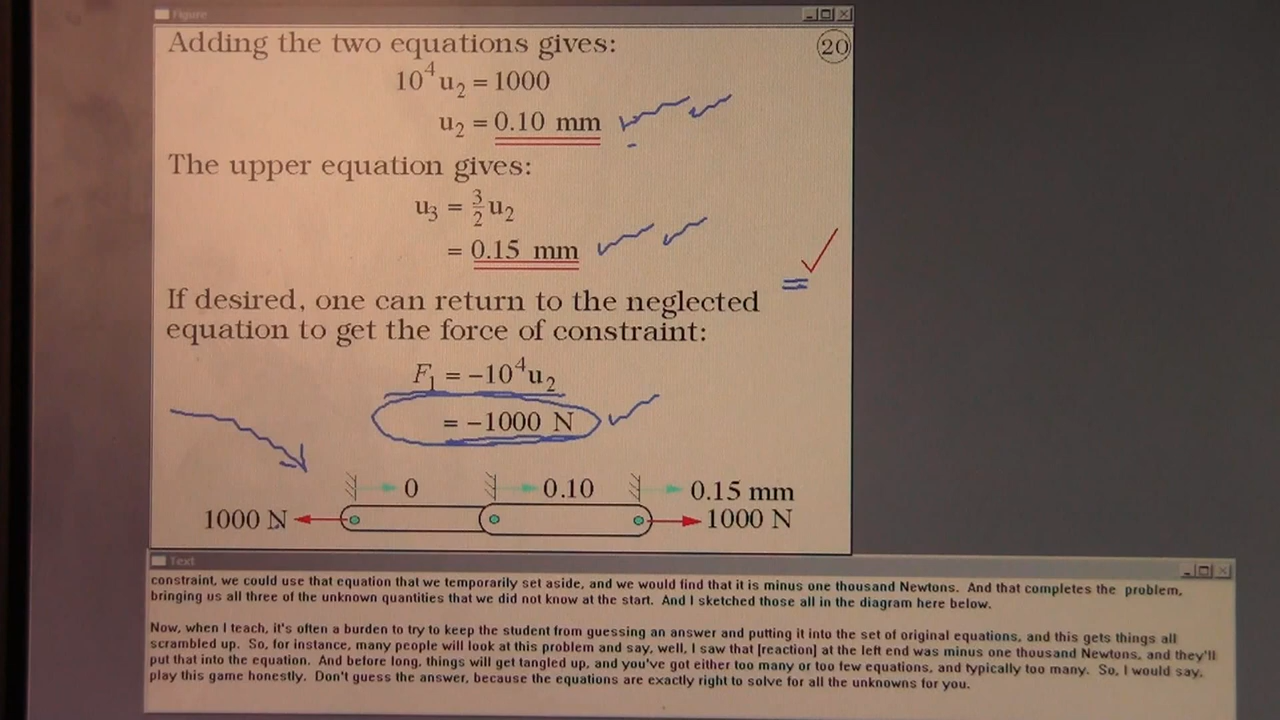 Figure
Adding the two equations gives:
20
10⁴u₂ = 1000
u₂ = 0.10 mm
The upper equation gives:
u₃ = 3/2 u₂
= 0.15 mm
If desired, one can return to the neglected
equation to get the force of constraint:
F₁ = −10⁴u₂
= −1000 N
0 0.10 0.15 mm
1000 N 1000 N
Text
constraint, we could use that equation that we temporarily set aside, and we would find that it is minus one thousand Newtons. And that completes the problem,
bringing us all three of the unknown quantities that we did not know at the start. And I sketched those all in the diagram here below.
Now, when I teach, it's often a burden to try to keep the student from guessing an answer and putting it into the set of original equations, and this gets things all
scrambled up. So, for instance, many people will look at this problem and say, well, I saw that [reaction] at the left end was minus one thousand Newtons, and they'll
put that into the equation. And before long, things will get tangled up, and you've got either too many or too few equations, and typically too many. So, I would say,
play this game honestly. Don't guess the answer, because the equations are exactly right to solve for all the unknowns for you.